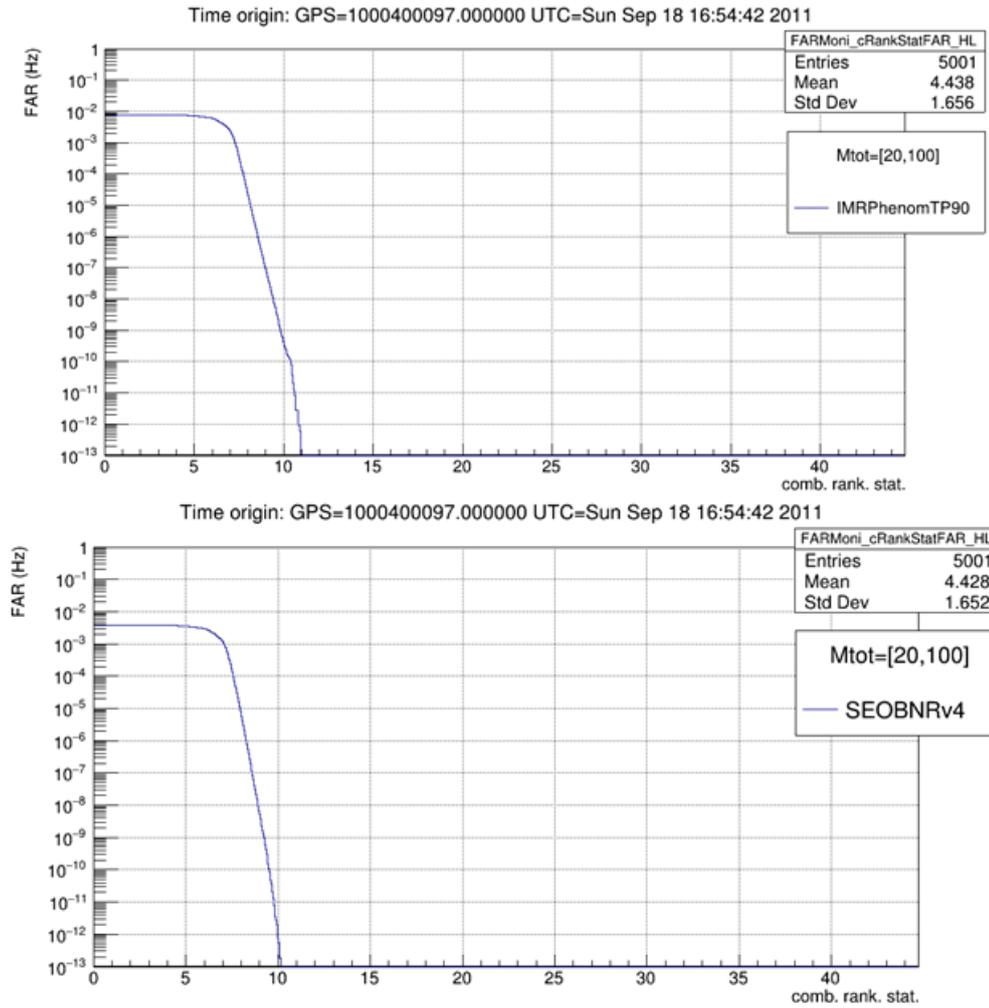 Time origin: GPS=1000400097.000000 UTC=Sun Sep 18 16:54:42 2011
FARMoni_cRankStatFAR_HL
Entries 5001
Mean 4.438
Std Dev 1.656
Mtot=[20,100]
IMRPhenomTP90
FAR (Hz)
1
10⁻¹
10⁻²
10⁻³
10⁻⁴
10⁻⁵
10⁻⁶
10⁻⁷
10⁻⁸
10⁻⁹
10⁻¹⁰
10⁻¹¹
10⁻¹²
10⁻¹³
0 5 10 15 20 25 30 35 40
comb. rank. stat.
Time origin: GPS=1000400097.000000 UTC=Sun Sep 18 16:54:42 2011
FARMoni_cRankStatFAR_HL
Entries 5001
Mean 4.428
Std Dev 1.652
Mtot=[20,100]
SEOBNRv4
FAR (Hz)
1
10⁻¹
10⁻²
10⁻³
10⁻⁴
10⁻⁵
10⁻⁶
10⁻⁷
10⁻⁸
10⁻⁹
10⁻¹⁰
10⁻¹¹
10⁻¹²
10⁻¹³
0 5 10 15 20 25 30 35 40
comb. rank. stat.